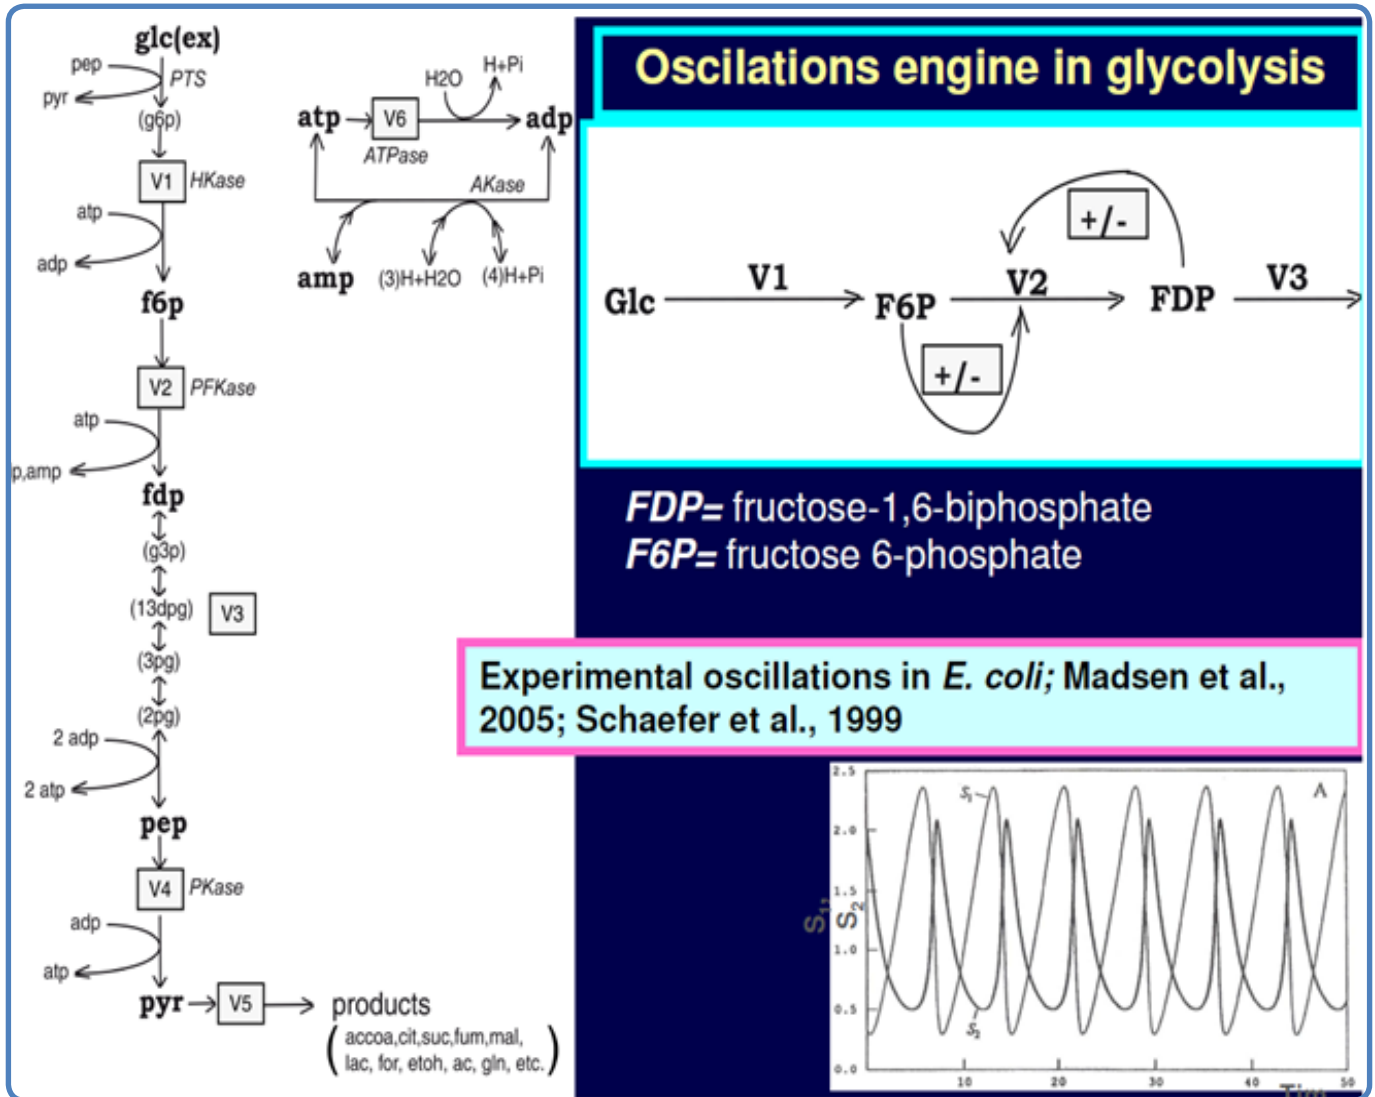 glc(ex)
pep
PTS
pyr
(g6p)
V1 HKase
atp
adp
f6p
V2 PFKase
atp
p,amp
fdp
(g3p)
(13dpg) V3
(3pg)
(2pg)
2 adp
2 atp
pep
V4 PKase
adp
atp
pyr V5 products
accoa,cit,suc,fum,mal,
lac, for, etoh, ac, gln, etc.
H2O H+Pi
atp V6 adp
ATPase
AKase
amp (3)H+H2O (4)H+Pi
Oscilations engine in glycolysis
+/-
Glc V1 F6P V2 FDP V3
+/-
FDP= fructose-1,6-biphosphate
F6P= fructose 6-phosphate
Experimental oscillations in E. coli; Madsen et al.,
2005; Schaefer et al., 1999
2.5
S1 A
2.0
1.5
S1,
S2
1.0
0.5
S2
0.0
10 20 30 40 50
Tim